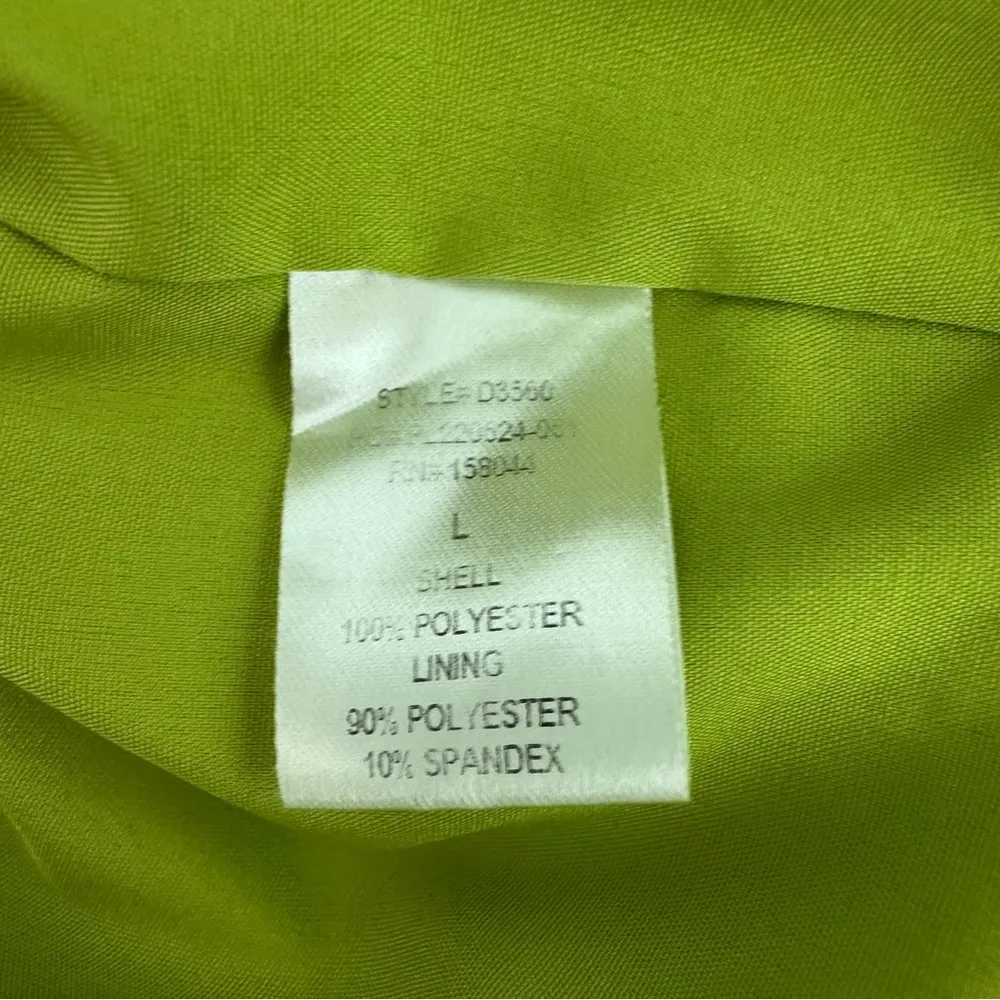 STYLE# D3560
RN# 158044
L
SHELL
100% POLYESTER
LINING
90% POLYESTER
10% SPANDEX